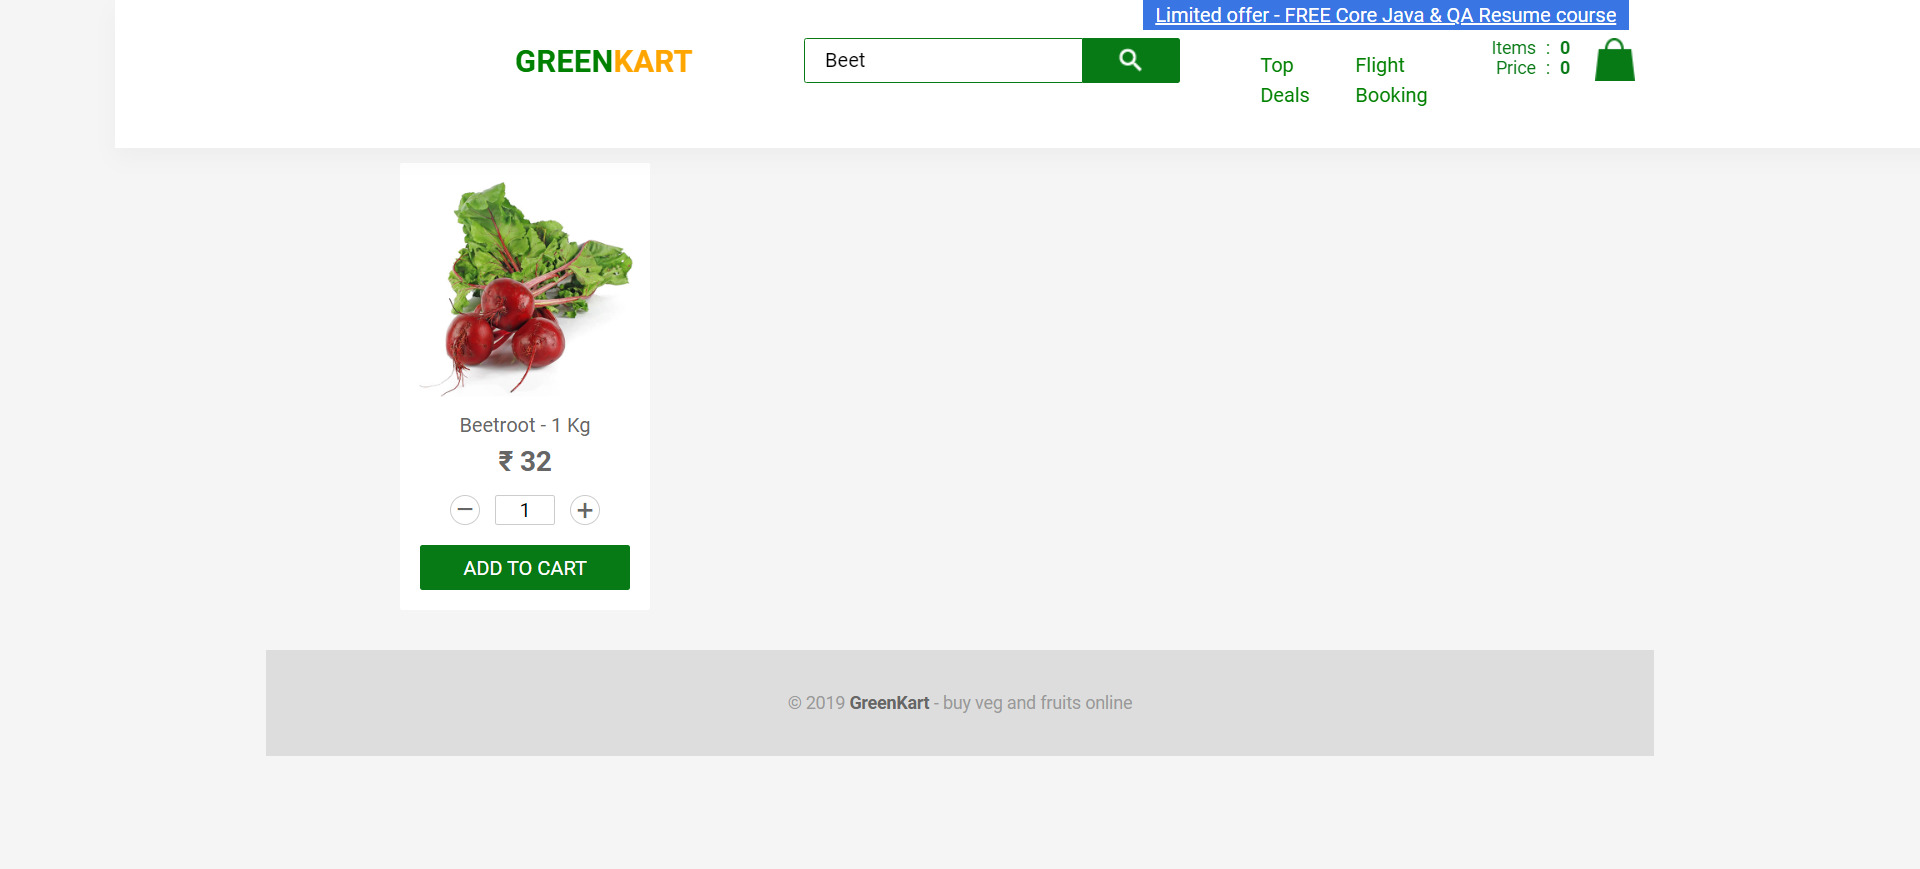 Limited offer - FREE Core Java & QA Resume course
GREENKART
Beet
Top Deals
Flight Booking
Items : 0
Price : 0
Beetroot - 1 Kg
₹ 32
− 1 +
ADD TO CART
© 2019 GreenKart - buy veg and fruits online